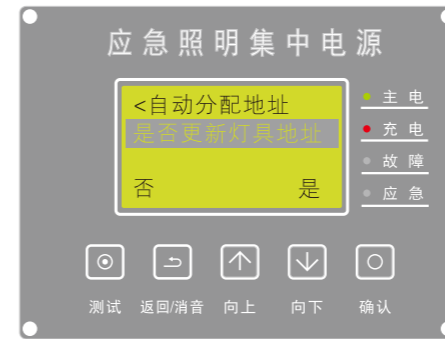 应急照明集中电源
<自动分配地址
是否更新灯具地址
否 是
主电
充电
故障
应急
测试 返回/消音 向上 向下 确认